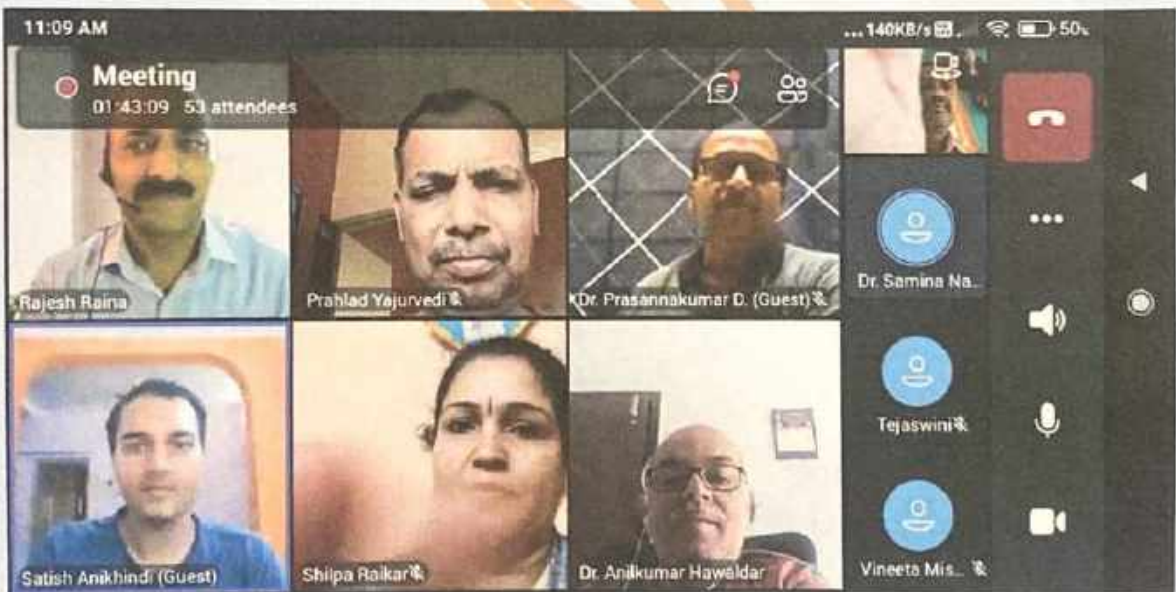 11:09 AM
... 140KB/s
50%
Meeting
01:43:09 53 attendees
Rajesh Raina
Prahlad Yajurvedi
Dr. Prasannakumar D. (Guest)
Dr. Samina Na...
Tejaswini
Satish Anikhindi (Guest)
Shilpa Raikar
Dr. Anilkumar Hawaldar
Vineeta Mis...